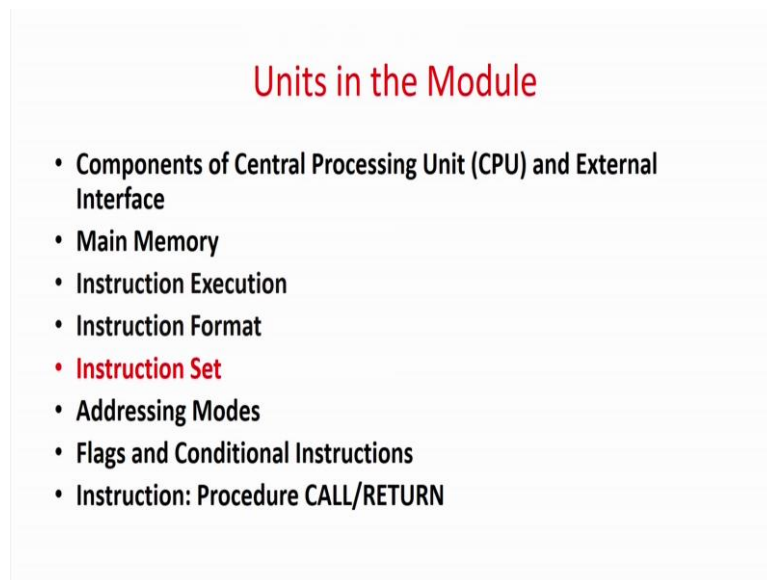 Units in the Module
• Components of Central Processing Unit (CPU) and External
Interface
• Main Memory
• Instruction Execution
• Instruction Format
• Instruction Set
• Addressing Modes
• Flags and Conditional Instructions
• Instruction: Procedure CALL/RETURN